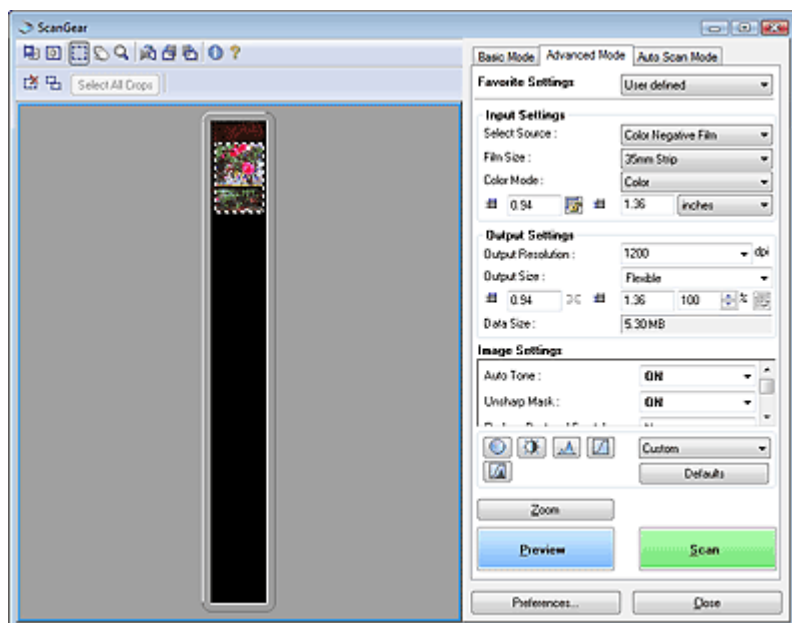 ScanGear
Basic Mode Advanced Mode Auto Scan Mode
Select All Crops
Favorite Settings User defined
Input Settings
Select Source : Color Negative Film
Film Size : 35mm Strip
Color Mode : Color
0.94 1.36 inches
Output Settings
Output Resolution : 1200 dpi
Output Size : Flexible
0.94 1.36 100 %
Data Size : 5.30 MB
Image Settings
Auto Tone : ON
Unsharp Mask : ON
Custom
Defaults
Zoom
Preview Scan
Preferences... Close